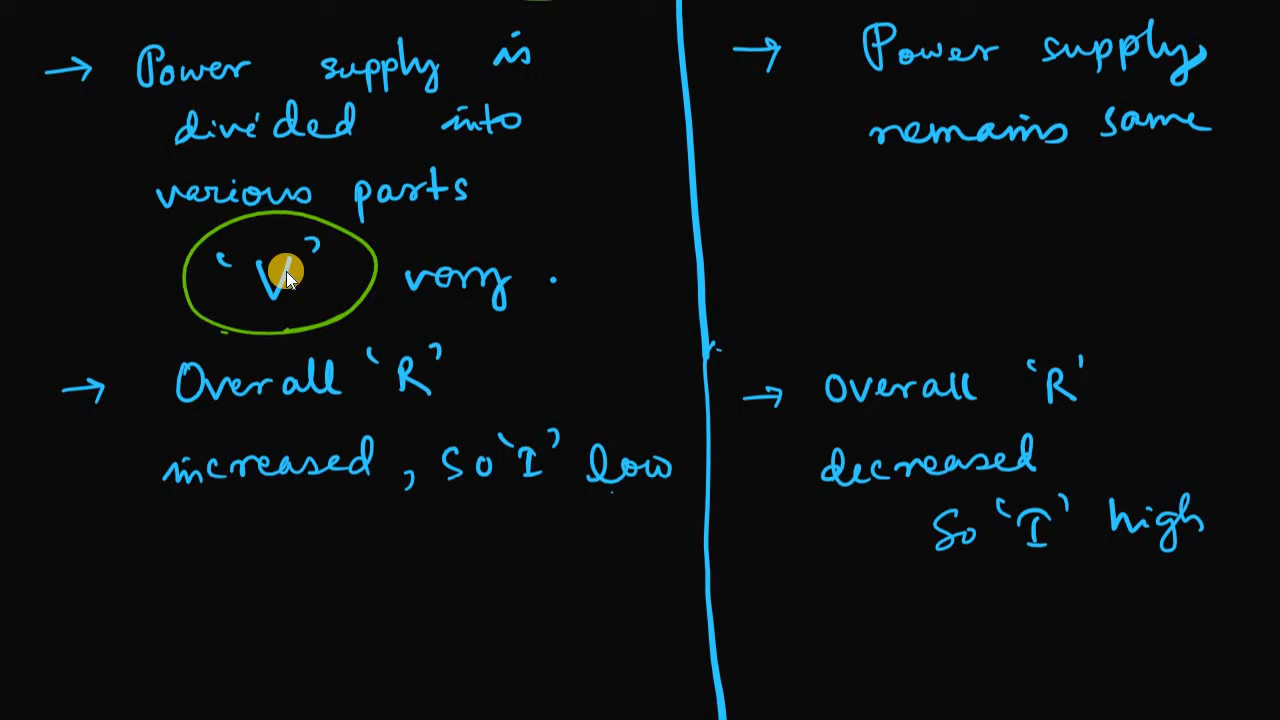 → Power supply is
divided into
various parts
'V' vary .
→ Overall 'R'
increased, so 'I' low
→ Power supply,
remains same
→ Overall 'R'
decreased
So 'I' high